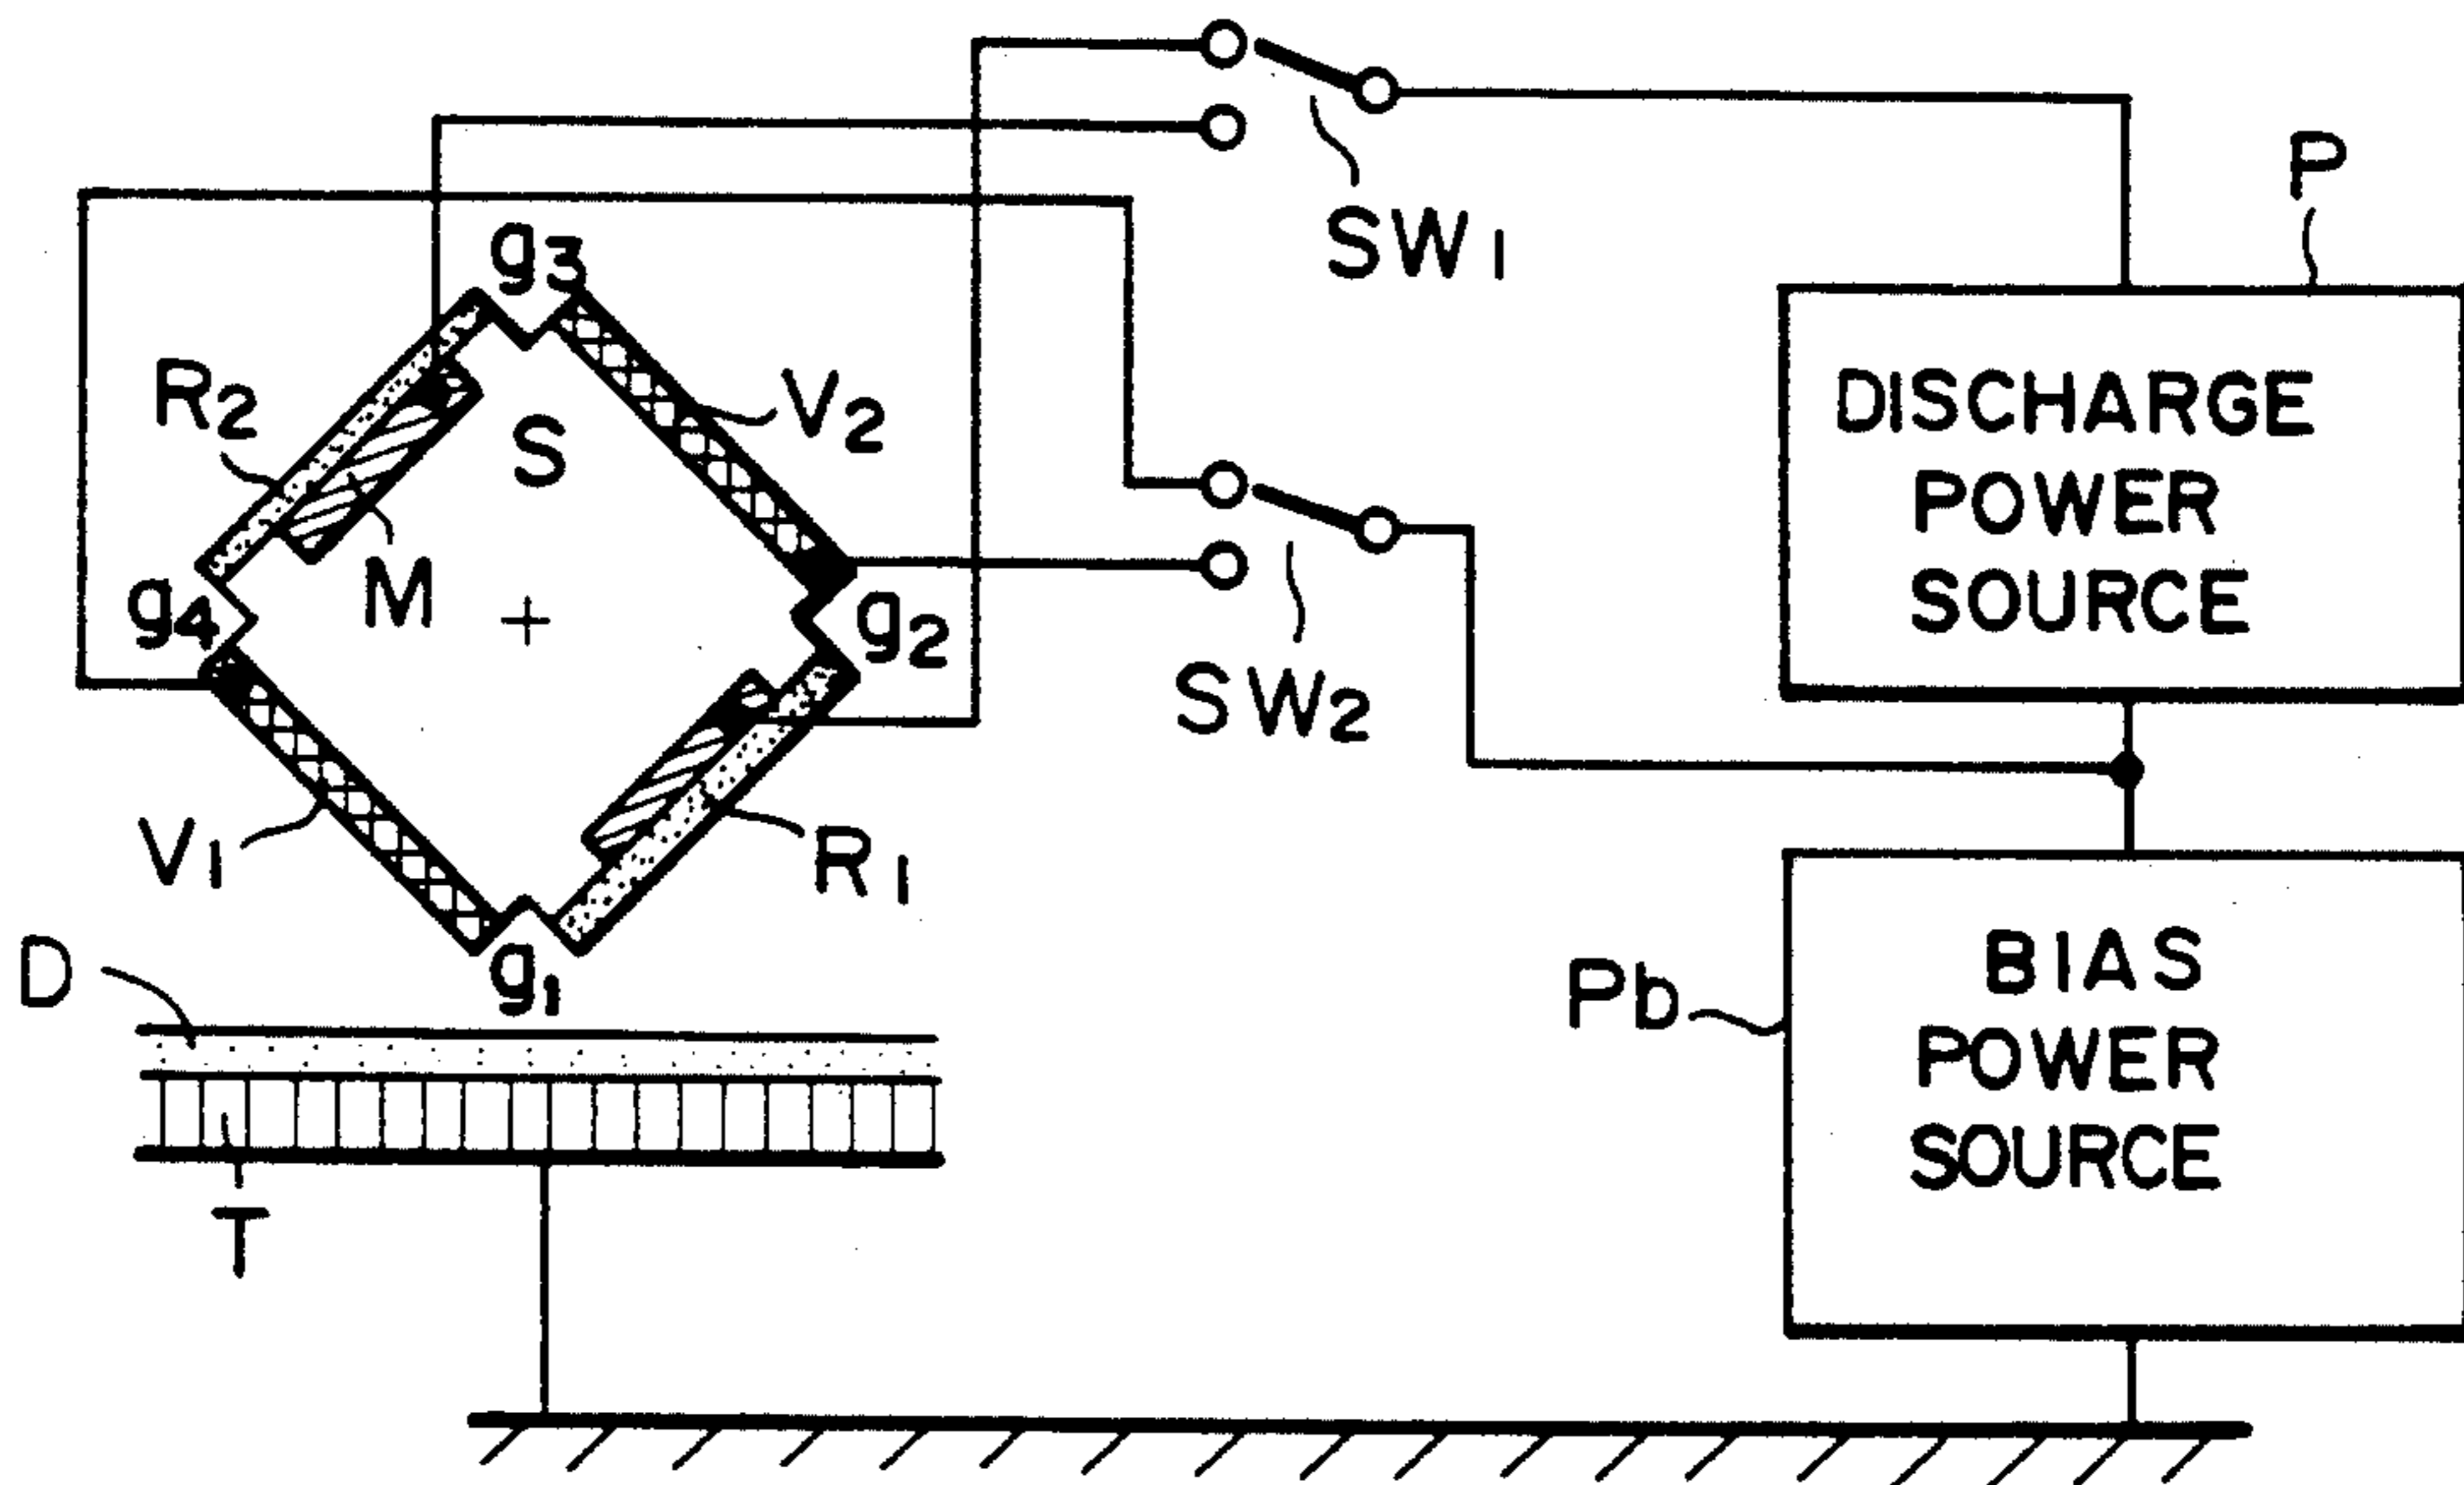 SW1
P
g3
R2
V2
S
DISCHARGE
POWER
SOURCE
g4
M
g2
SW2
V1
R1
D
g1
Pb
BIAS
POWER
SOURCE
T